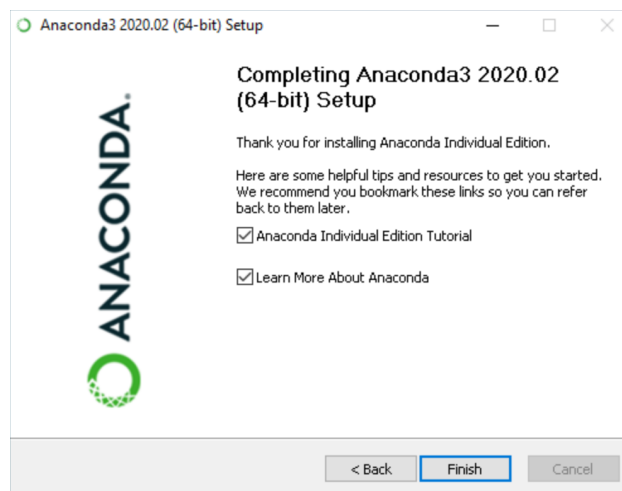 Anaconda3 2020.02 (64-bit) Setup
ANACONDA.
Completing Anaconda3 2020.02
(64-bit) Setup
Thank you for installing Anaconda Individual Edition.
Here are some helpful tips and resources to get you started.
We recommend you bookmark these links so you can refer
back to them later.
Anaconda Individual Edition Tutorial
Learn More About Anaconda
< Back
Finish
Cancel